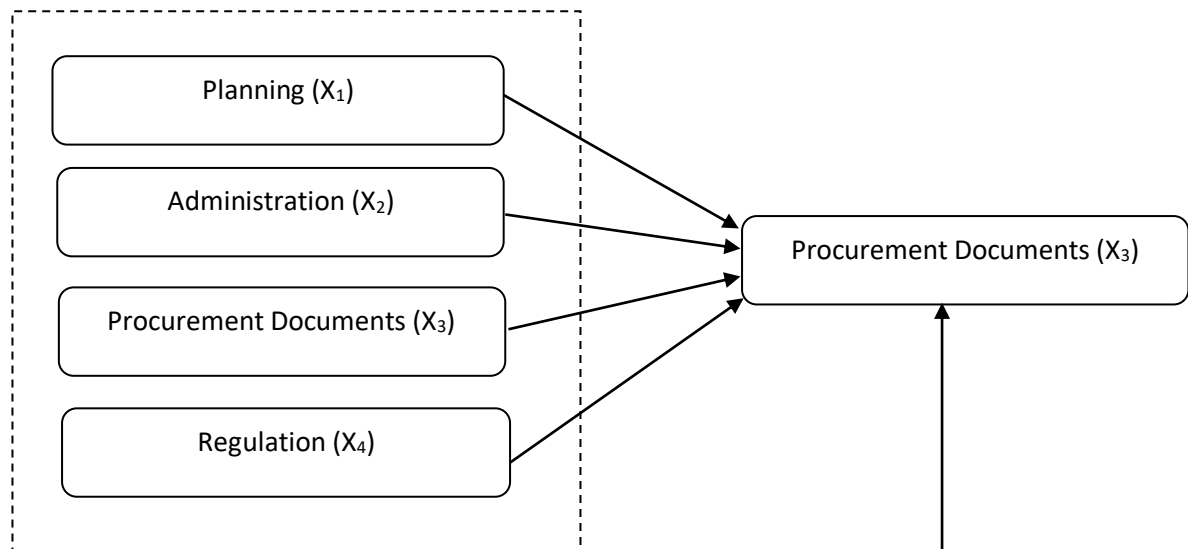 Planning (X₁)
Administration (X₂)
Procurement Documents (X₃)
Procurement Documents (X₃)
Regulation (X₄)